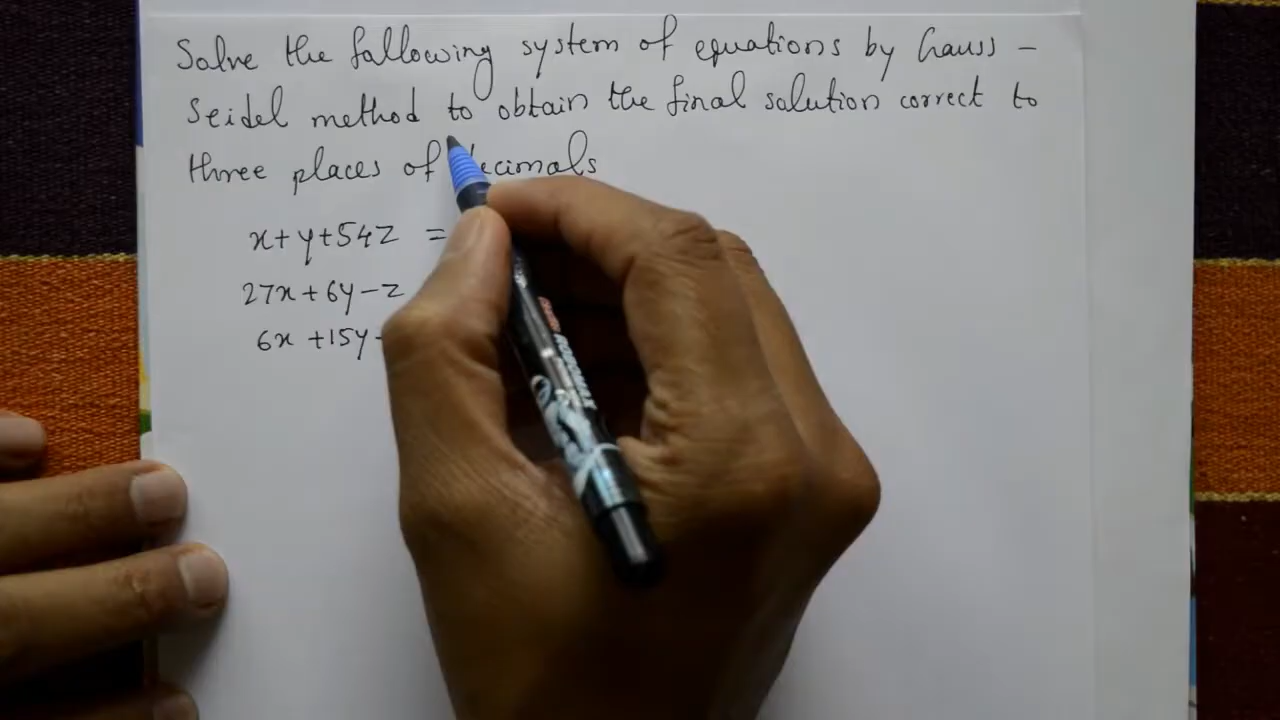 Solve the following system of equations by Gauss -
Seidel method to obtain the final solution correct to
three places of decimals
x+y+54z =
27x+6y-z
6x+15y